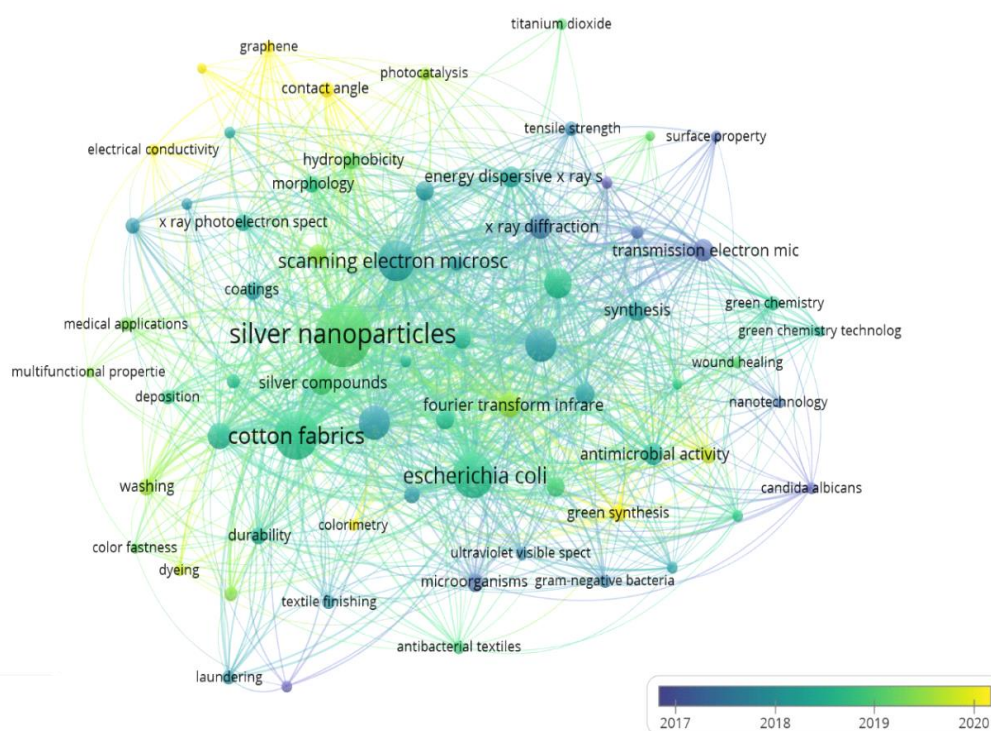 titanium dioxide
graphene
photocatalysis
contact angle
tensile strength
surface property
electrical conductivity
hydrophobicity
energy dispersive x ray s
morphology
x ray photoelectron spect
x ray diffraction
transmission electron mic
scanning electron microsc
coatings
green chemistry
synthesis
medical applications
silver nanoparticles
green chemistry technolog
wound healing
multifunctional propertie
silver compounds
deposition
fourier transform infrare
nanotechnology
cotton fabrics
antimicrobial activity
escherichia coli
washing
candida albicans
green synthesis
colorimetry
durability
color fastness
ultraviolet visible spect
dyeing
microorganisms
gram-negative bacteria
textile finishing
antibacterial textiles
laundering
2017
2018
2019
2020